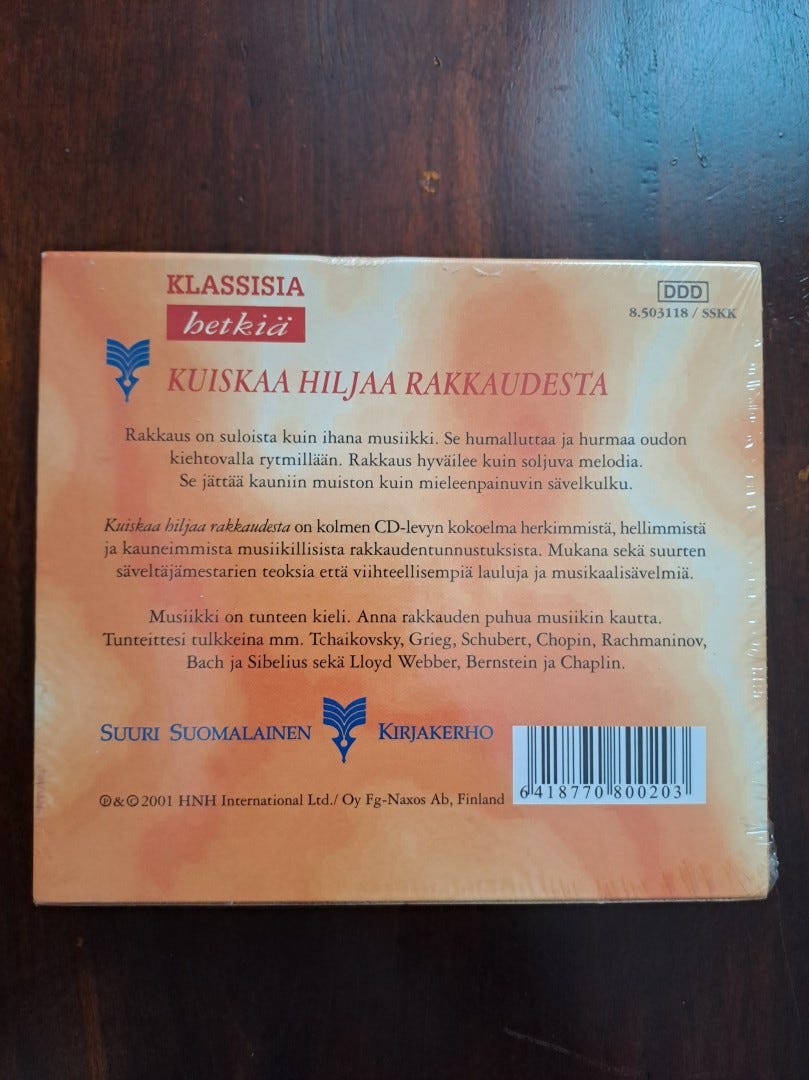 KLASSISIA
hetkiä
DDD
8.503118 / SSKK
KUISKAA HILJAA RAKKAUDESTA
Rakkaus on suloista kuin ihana musiikki. Se humalluttaa ja hurmaa oudon
kiehtovalla rytmillään. Rakkaus hyväilee kuin soljuva melodia.
Se jättää kauniin muiston kuin mieleenpainuvin sävelkulku.
Kuiskaa hiljaa rakkaudesta on kolmen CD-levyn kokoelma herkimmistä, hellimmistä
ja kauneimmista musiikillisista rakkaudentunnustuksista. Mukana sekä suurten
säveltäjämestarien teoksia että viihteellisempiä lauluja ja musikaalisävelmiä.
Musiikki on tunteen kieli. Anna rakkauden puhua musiikin kautta.
Tunteittesi tulkkeina mm. Tchaikovsky, Grieg, Schubert, Chopin, Rachmaninov,
Bach ja Sibelius sekä Lloyd Webber, Bernstein ja Chaplin.
SUURI SUOMALAINEN KIRJAKERHO
℗&©2001 HNH International Ltd./ Oy Fg-Naxos Ab, Finland
6 418770 800203